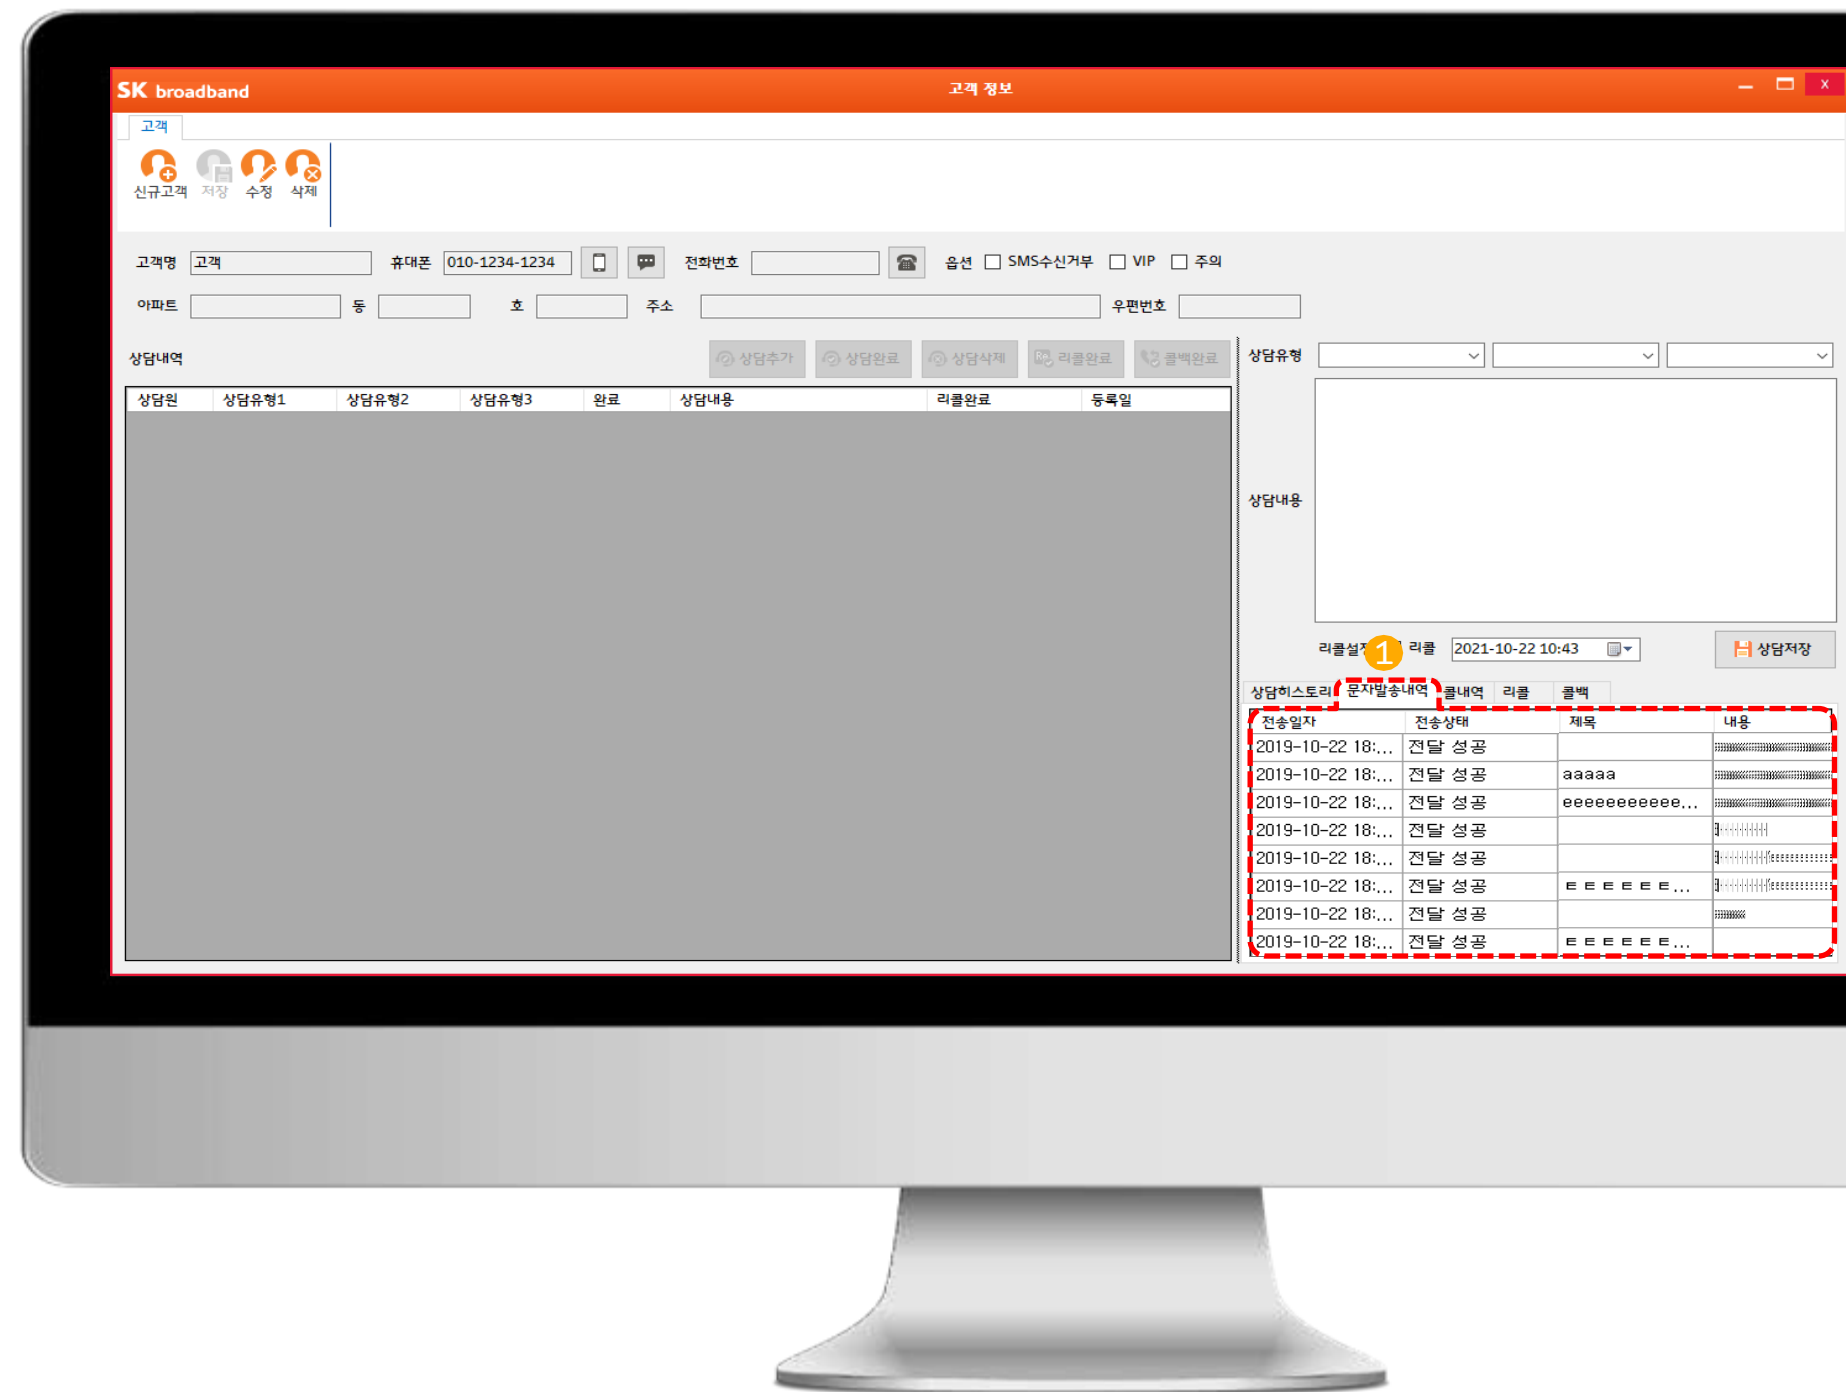 SK broadband 고객 정보 X
고객
신규고객 저장 수정 삭제
고객명 고객 휴대폰 010-1234-1234 전화번호 옵션 SMS수신거부 VIP 주의
아파트 동 호 주소 우편번호
상담내역 상담추가 상담완료 상담삭제 리콜완료 콜백완료 상담유형
상담원 상담유형1 상담유형2 상담유형3 완료 상담내용 리콜완료 등록일
상담내용
1 리콜 2021-10-22 10:43 상담저장
상담히스토리 문자발송내역 콜내역 리콜 콜백
전송일자 전송상태 제목 내용
2019-10-22 18:... 전달 성공
2019-10-22 18:... 전달 성공 aaaaa
2019-10-22 18:... 전달 성공 eeeeeeeeeee...
2019-10-22 18:... 전달 성공
2019-10-22 18:... 전달 성공
2019-10-22 18:... 전달 성공 ㅌㅌㅌㅌㅌㅌ...
2019-10-22 18:... 전달 성공
2019-10-22 18:... 전달 성공 ㅌㅌㅌㅌㅌㅌ...